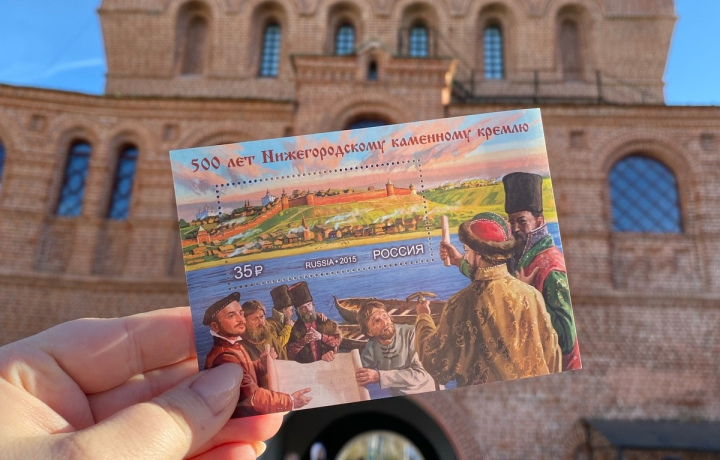 500 лет Нижегородскому каменному кремлю
35 ₽ RUSSIA • 2015 РОССИЯ